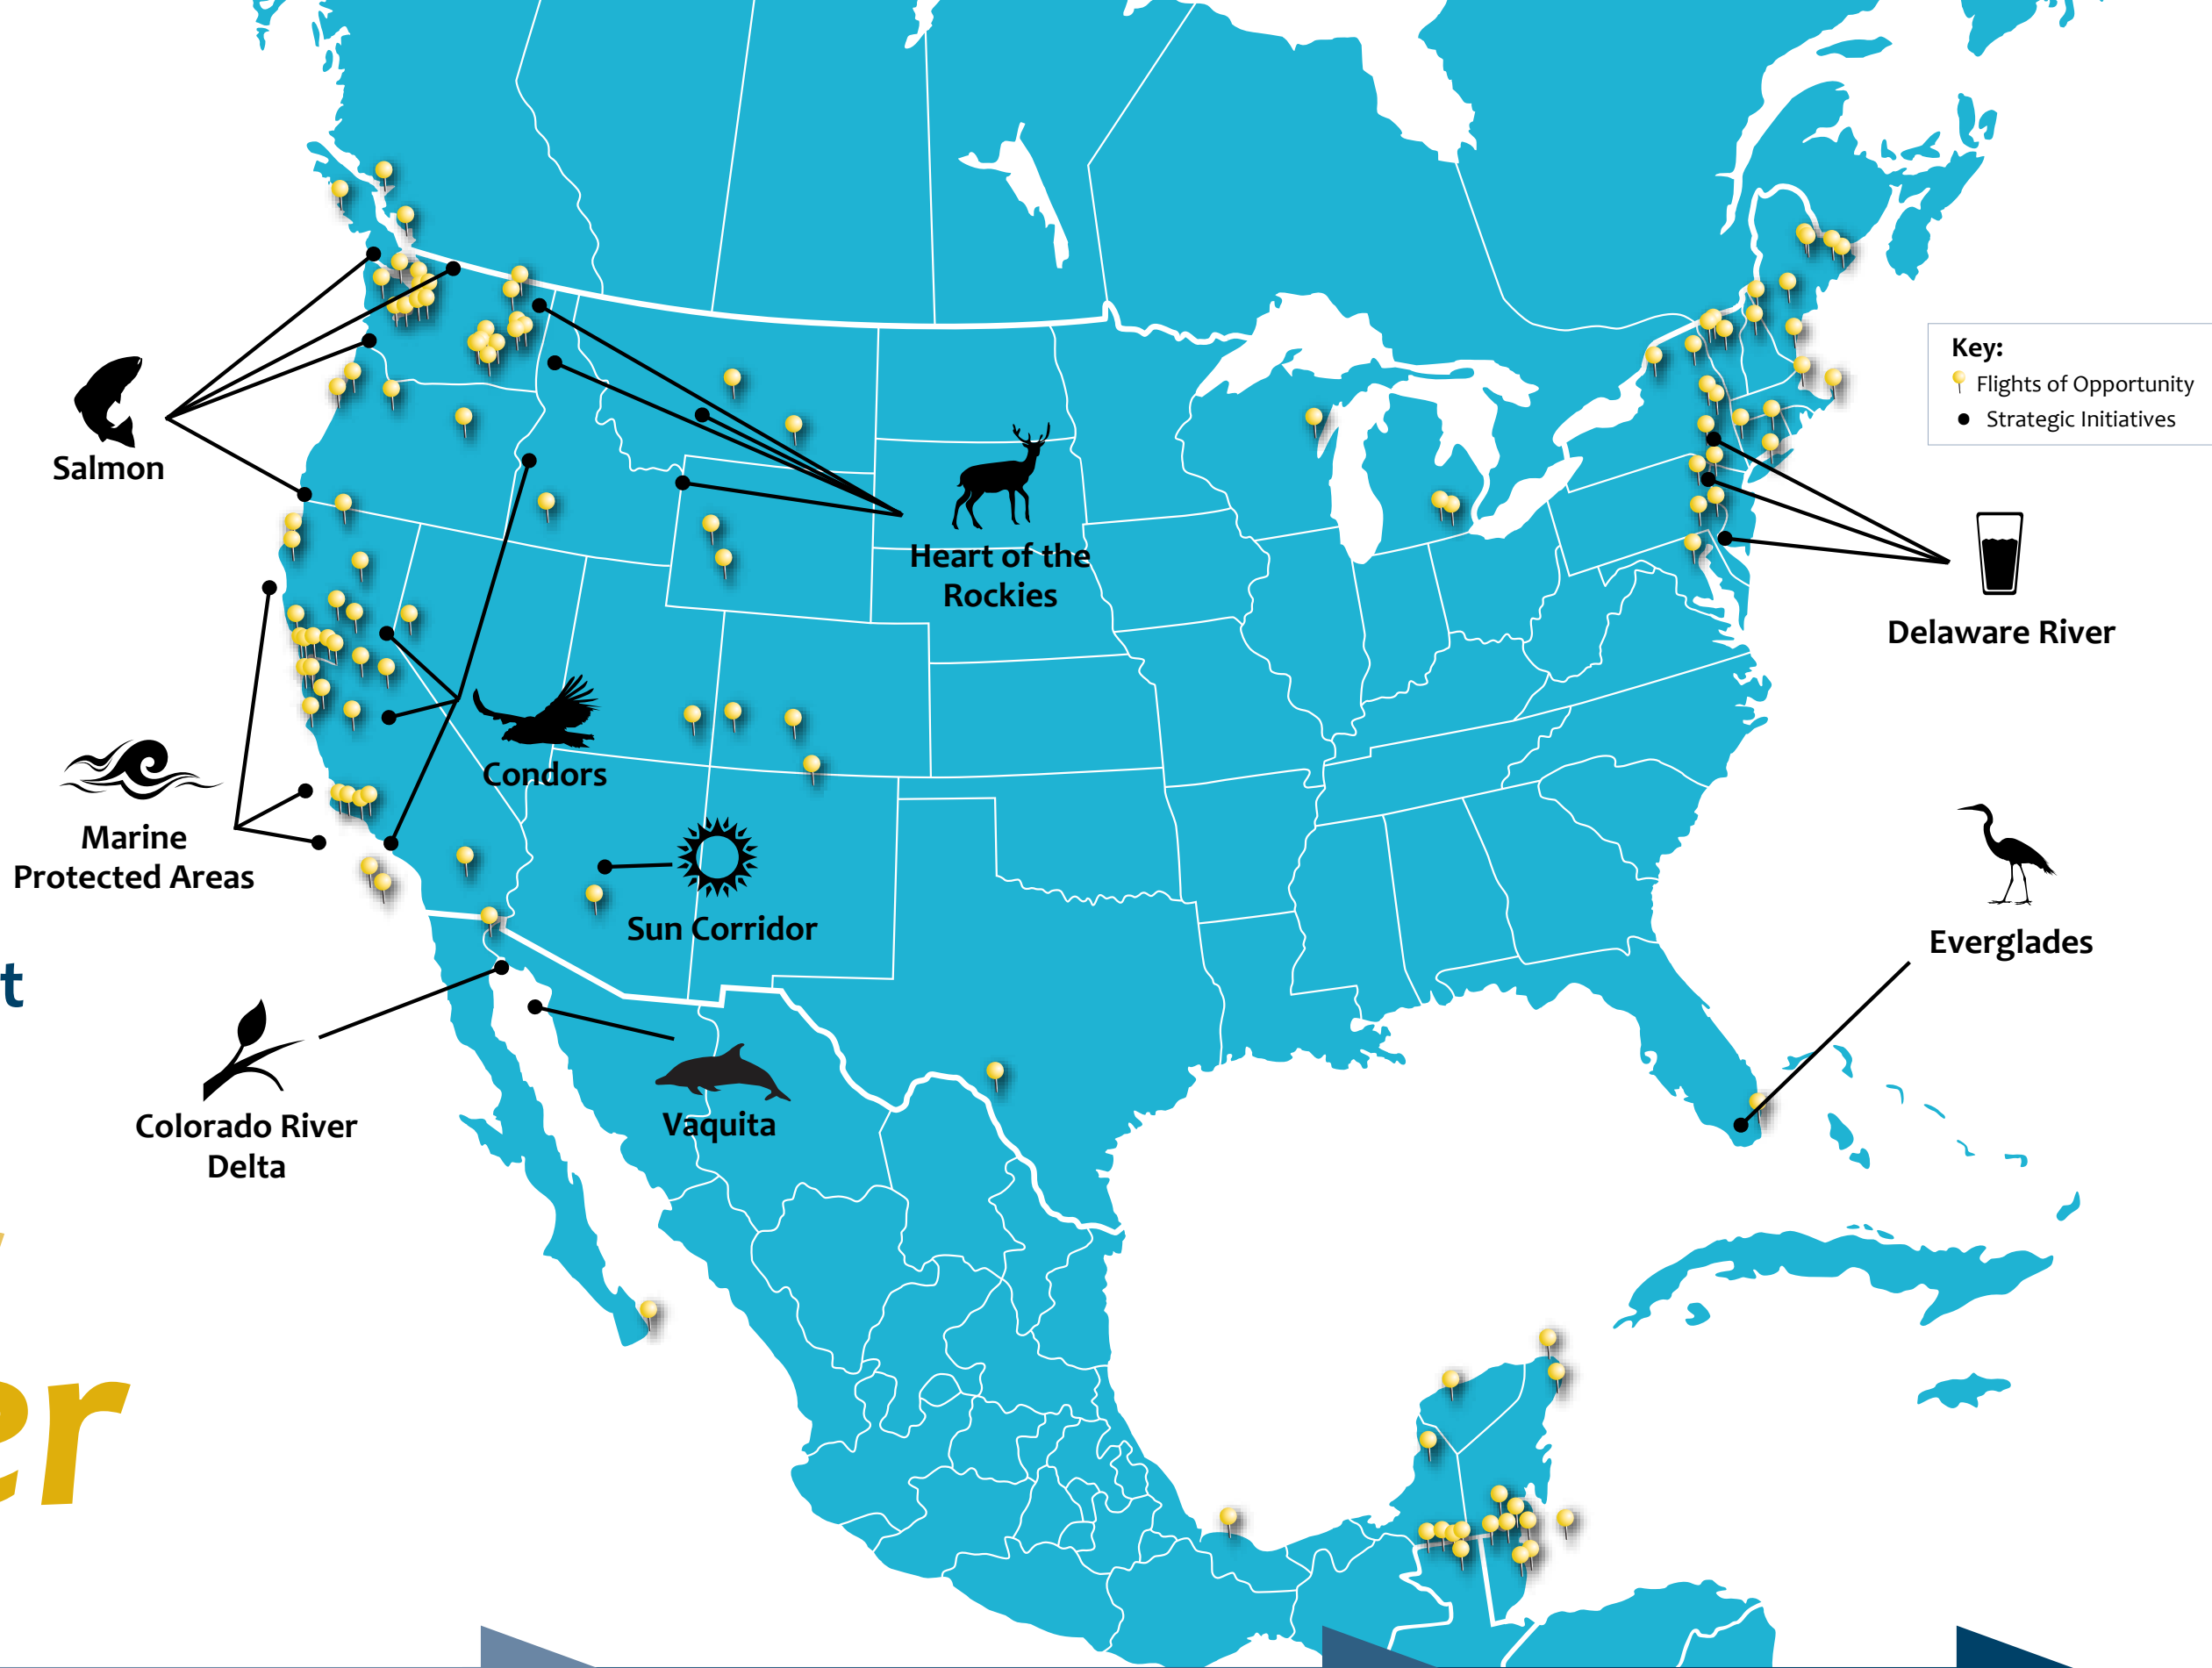 Key:
Flights of Opportunity
Strategic Initiatives
Salmon
Heart of the
Rockies
Delaware River
Condors
Marine
Protected Areas
Sun Corridor
Everglades
t
Colorado River
Delta
Vaquita
er